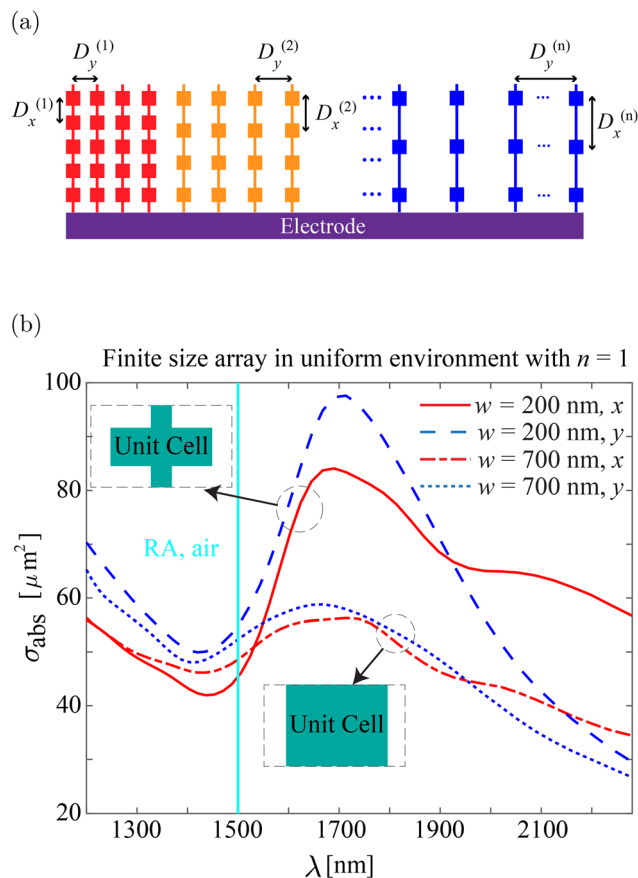 (a)
D_y^(1) D_y^(2) D_y^(n)
D_x^(1) D_x^(2) D_x^(n)
Electrode
(b)
Finite size array in uniform environment with n = 1
100
80
60
40
20
σabs [μm²]
Unit Cell
w = 200 nm, x
w = 200 nm, y
w = 700 nm, x
w = 700 nm, y
RA, air
Unit Cell
1300 1500 1700 1900 2100
λ[nm]